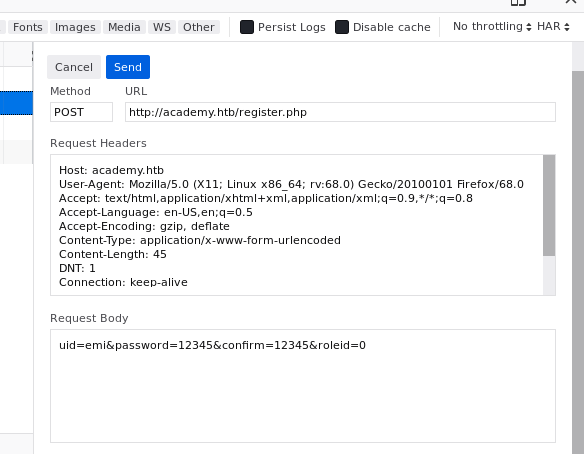 Fonts Images Media WS Other Persist Logs Disable cache No throttling HAR
Cancel Send
Method URL
POST http://academy.htb/register.php
Request Headers
Host: academy.htb
User-Agent: Mozilla/5.0 (X11; Linux x86_64; rv:68.0) Gecko/20100101 Firefox/68.0
Accept: text/html,application/xhtml+xml,application/xml;q=0.9,*/*;q=0.8
Accept-Language: en-US,en;q=0.5
Accept-Encoding: gzip, deflate
Content-Type: application/x-www-form-urlencoded
Content-Length: 45
DNT: 1
Connection: keep-alive
Request Body
uid=emi&password=12345&confirm=12345&roleid=0